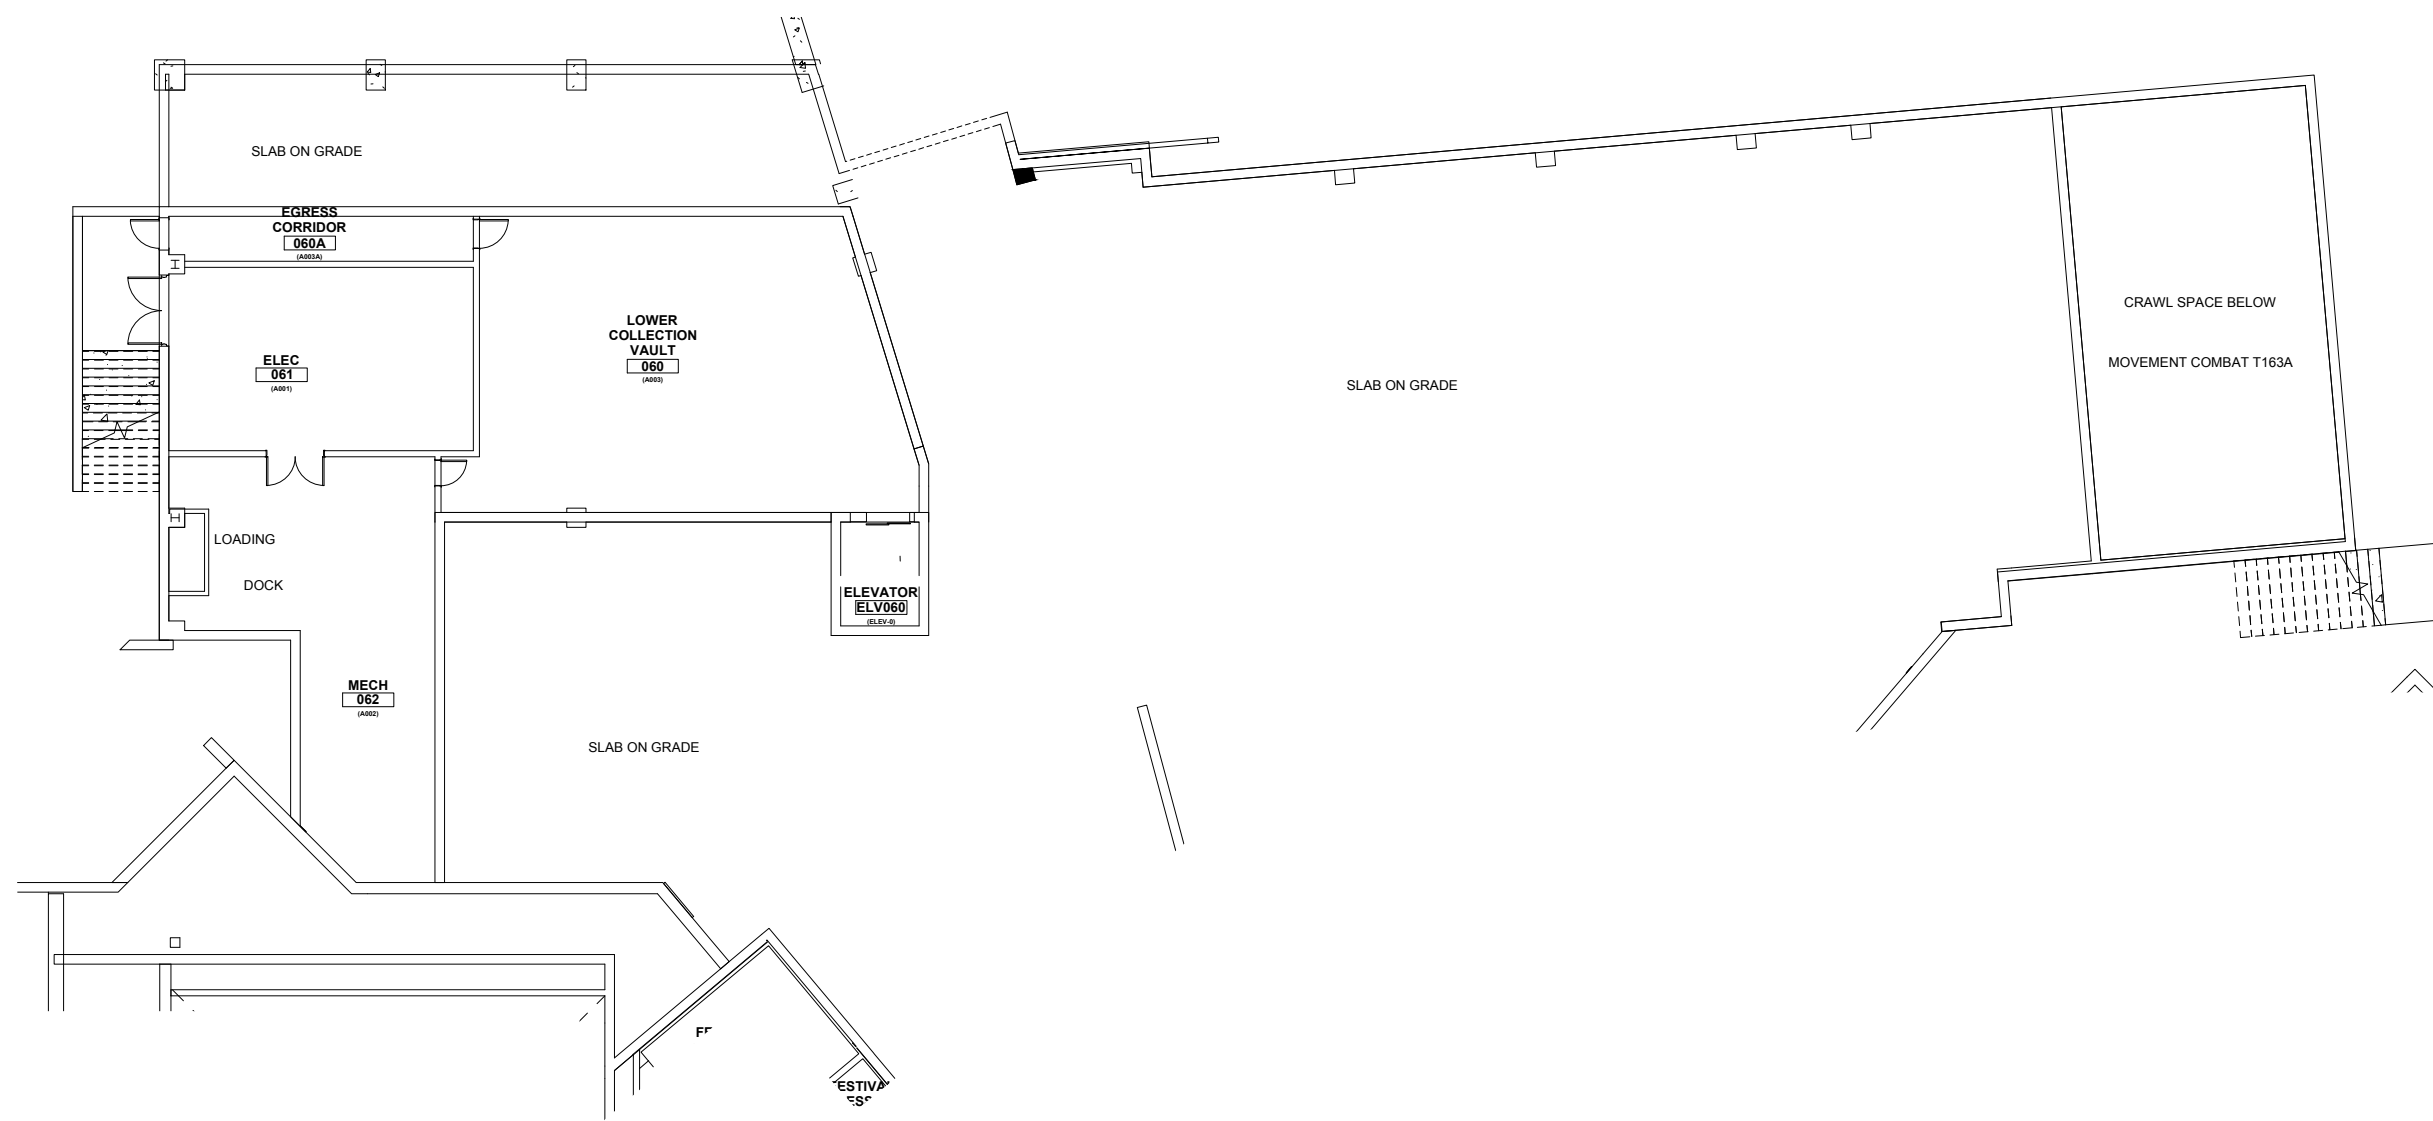 SLAB ON GRADE
EGRESS
CORRIDOR
060A
(A003A)
LOWER
COLLECTION
VAULT
060
(A003)
ELEC
061
(A001)
CRAWL SPACE BELOW
MOVEMENT COMBAT T163A
SLAB ON GRADE
LOADING
DOCK
ELEVATOR
ELV060
(ELEV-0)
MECH
062
(A002)
SLAB ON GRADE